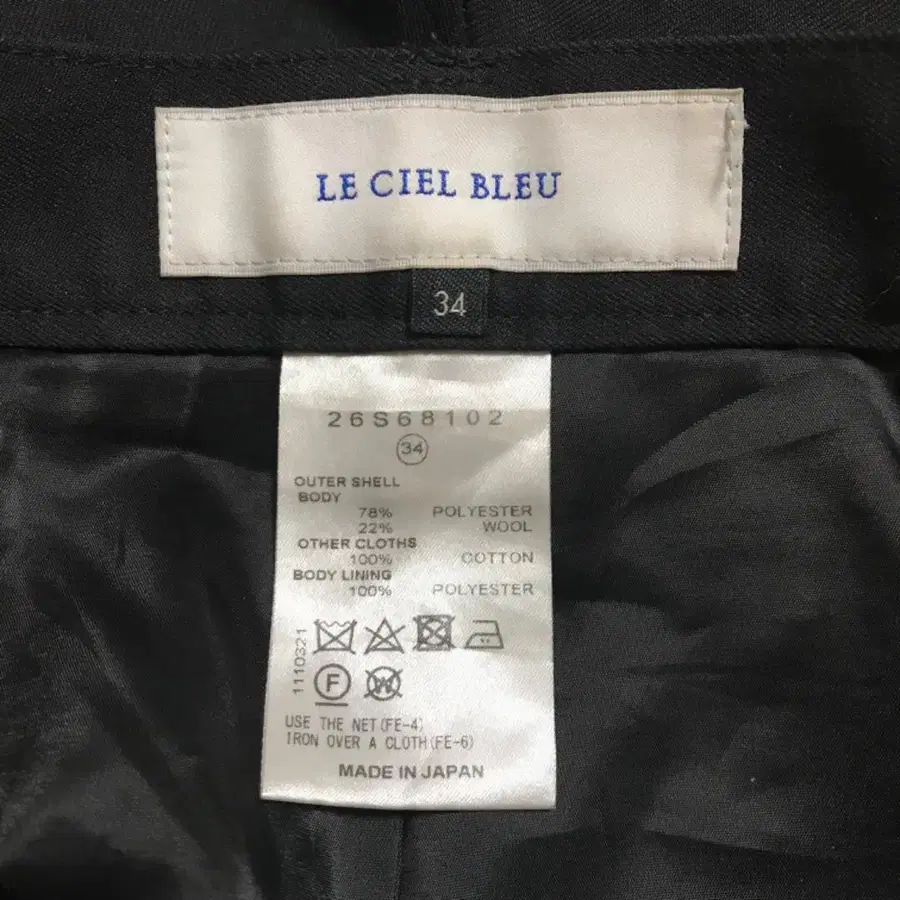 LE CIEL BLEU
34
26S68102
34
OUTER SHELL
BODY
78% POLYESTER
22% WOOL
OTHER CLOTHS
100% COTTON
BODY LINING
100% POLYESTER
1110321
F W
USE THE NET(FE-4)
IRON OVER A CLOTH(FE-6)
MADE IN JAPAN